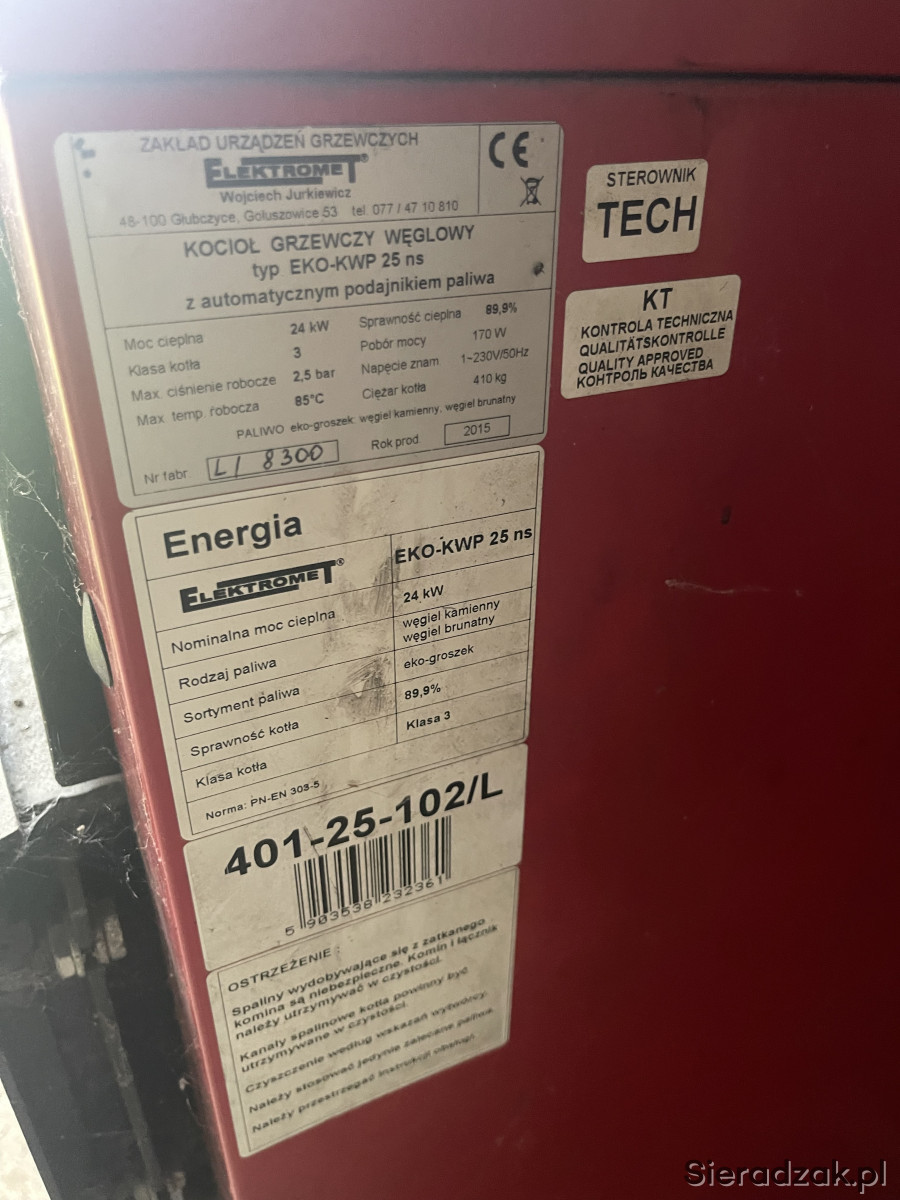 ZAKŁAD URZĄDZEŃ GRZEWCZYCH
ELEKTROMET®
Wojciech Jurkiewicz
48-100 Głubczyce, Gołuszowice 53 tel. 077 / 47 10 810
CE
KOCIOŁ GRZEWCZY WĘGLOWY
typ EKO-KWP 25 ns
z automatycznym podajnikiem paliwa
Moc cieplna 24 kW Sprawność cieplna 89,9%
Klasa kotła 3 Pobór mocy 170 W
Max. ciśnienie robocze 2,5 bar Napęcie znam 1~230V/50Hz
Max. temp. robocza 85°C Ciężar kotła 410 kg
PALIWO eko-groszek węgiel kamienny, węgiel brunatny
Nr fabr. L1 8300 Rok prod. 2015
STEROWNIK
TECH
KT
KONTROLA TECHNICZNA
QUALITÄTSKONTROLLE
QUALITY APPROVED
КОНТРОЛЬ КАЧЕСТВА
Energia
ELEKTROMET® EKO-KWP 25 ns
Nominalna moc cieplna 24 kW
Rodzaj paliwa węgiel kamienny
węgiel brunatny
Sortyment paliwa eko-groszek
Sprawność kotła 89,9%
Klasa kotła Klasa 3
Norma: PN-EN 303-5
401-25-102/L
5 903538 232361
OSTRZEŻENIE :
Spaliny wydobywające się z zatkanego
komina są niebezpieczne. Komin i łącznik
należy utrzymywać w czystości.
Kanały spalinowe kotła powinny być
utrzymywane w czystości.
Czyszczenie według wskazań wytwórcy.
Należy stosować jedynie zalecane paliwa.
Należy przestrzegać instrukcji obsługi.
Sieradzak.pl